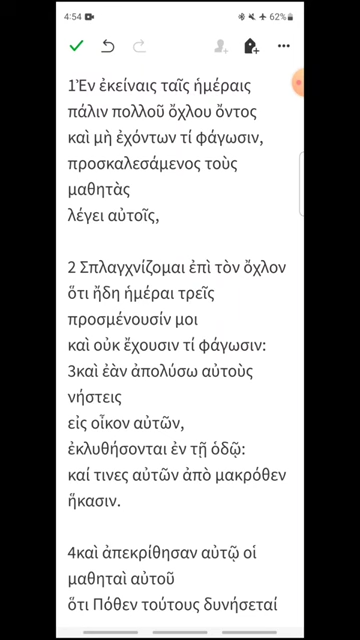 4:54
62%
1Ἐν ἐκείναις ταῖς ἡμέραις
πάλιν πολλοῦ ὄχλου ὄντος
καὶ μὴ ἐχόντων τί φάγωσιν,
προσκαλεσάμενος τοὺς
μαθητὰς
λέγει αὐτοῖς,
2 Σπλαγχνίζομαι ἐπὶ τὸν ὄχλον
ὅτι ἤδη ἡμέραι τρεῖς
προσμένουσίν μοι
καὶ οὐκ ἔχουσιν τί φάγωσιν:
3καὶ ἐὰν ἀπολύσω αὐτοὺς
νήστεις
εἰς οἶκον αὐτῶν,
ἐκλυθήσονται ἐν τῇ ὁδῷ:
καί τινες αὐτῶν ἀπὸ μακρόθεν
ἥκασιν.
4καὶ ἀπεκρίθησαν αὐτῷ οἱ
μαθηταὶ αὐτοῦ
ὅτι Πόθεν τούτους δυνήσεταί